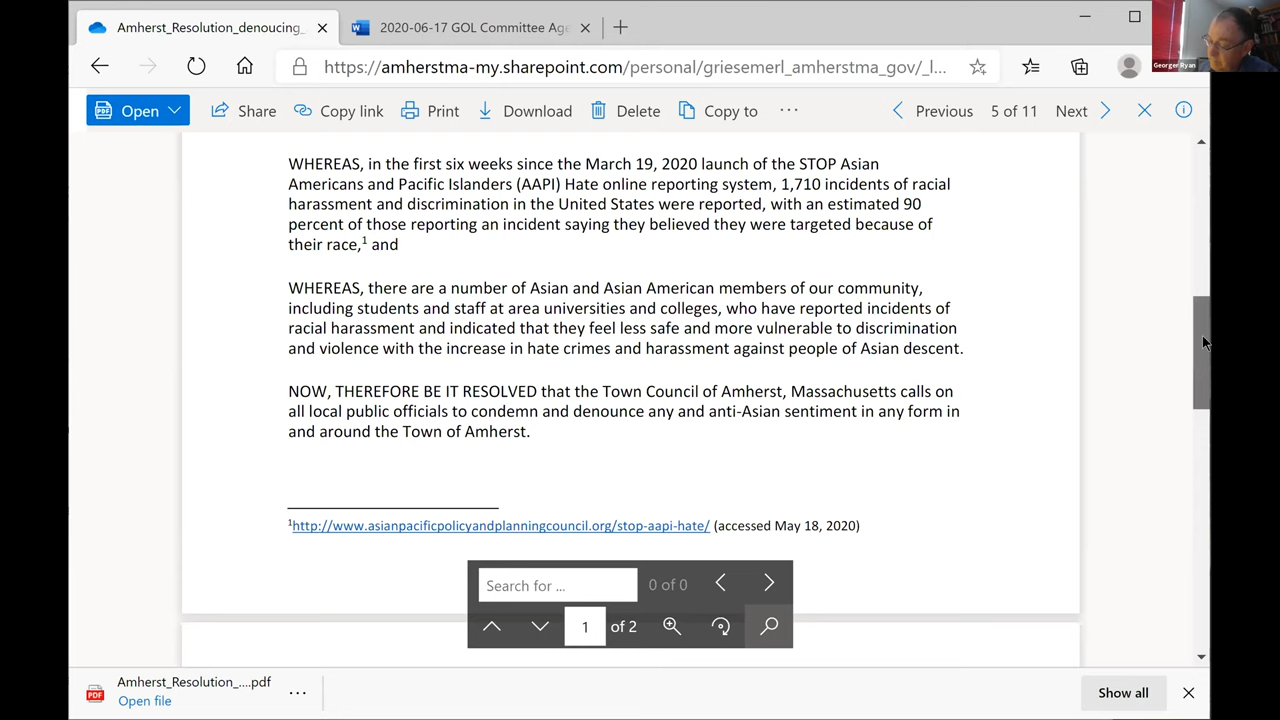 Amherst_Resolution_denoucing_
2020-06-17 GOL Committee Age
https://amherstmamy.sharepoint.com/personal/griesemerl_amherstma_gov/_l...
Georger Ryan
Open
Share
Copy link
Print
Download
Delete
Copy to
...
Previous
5 of 11
Next
WHEREAS, in the first six weeks since the March 19, 2020 launch of the STOP Asian
Americans and Pacific Islanders (AAPI) Hate online reporting system, 1,710 incidents of racial
harassment and discrimination in the United States were reported, with an estimated 90
percent of those reporting an incident saying they believed they were targeted because of
their race,¹ and
WHEREAS, there are a number of Asian and Asian American members of our community,
including students and staff at area universities and colleges, who have reported incidents of
racial harassment and indicated that they feel less safe and more vulnerable to discrimination
and violence with the increase in hate crimes and harassment against people of Asian descent.
NOW, THEREFORE BE IT RESOLVED that the Town Council of Amherst, Massachusetts calls on
all local public officials to condemn and denounce any and anti-Asian sentiment in any form in
and around the Town of Amherst.
¹http://www.asianpacificpolicyandplanningcouncil.org/stop-aapi-hate/ (accessed May 18, 2020)
Search for ...
0 of 0
1 of 2
Amherst_Resolution_....pdf
Open file
...
Show all